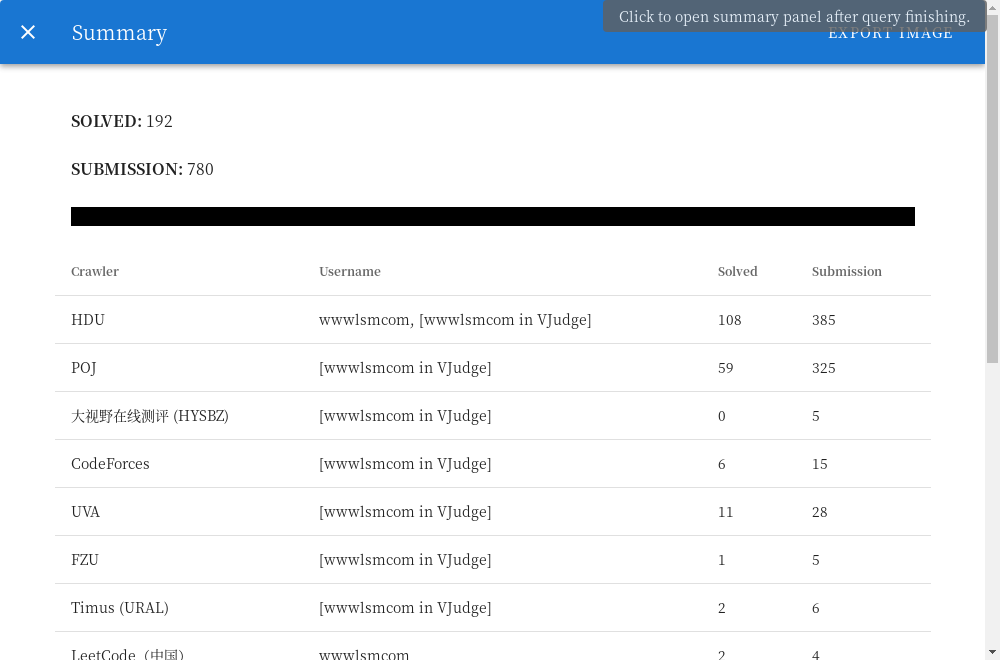 Summary
Click to open summary panel after query finishing.
EXPORT IMAGE
SOLVED: 192
SUBMISSION: 780
Crawler Username Solved Submission
HDU wwwlsmcom, [wwwlsmcom in VJudge] 108 385
POJ [wwwlsmcom in VJudge] 59 325
大视野在线测评 (HYSBZ) [wwwlsmcom in VJudge] 0 5
CodeForces [wwwlsmcom in VJudge] 6 15
UVA [wwwlsmcom in VJudge] 11 28
FZU [wwwlsmcom in VJudge] 1 5
Timus (URAL) [wwwlsmcom in VJudge] 2 6
LeetCode（中国） wwwlsmcom 2 4